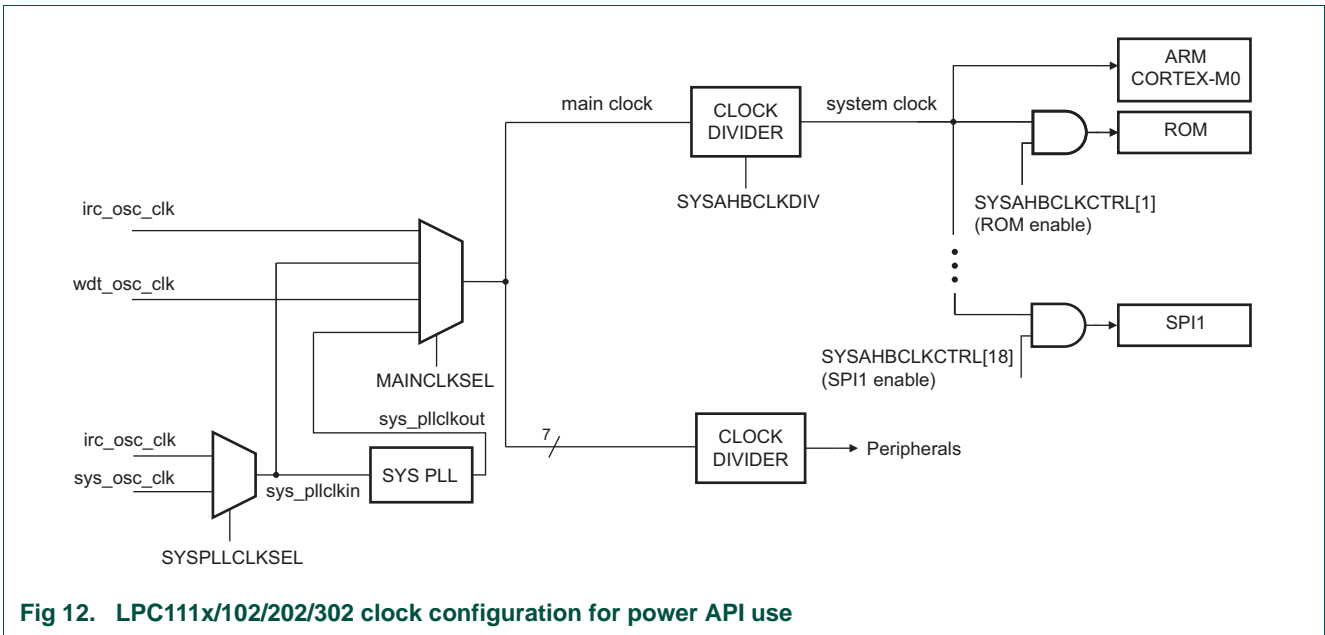 ARM
CORTEX-M0
main clock
CLOCK
DIVIDER
system clock
ROM
SYSAHBCLKDIV
SYSAHBCLKCTRL[1]
(ROM enable)
irc_osc_clk
wdt_osc_clk
SPI1
SYSAHBCLKCTRL[18]
(SPI1 enable)
MAINCLKSEL
sys_pllclkout
irc_osc_clk
sys_osc_clk
SYS PLL
sys_pllclkin
7
CLOCK
DIVIDER
Peripherals
SYSPLLCLKSEL
Fig 12. LPC111x/102/202/302 clock configuration for power API use